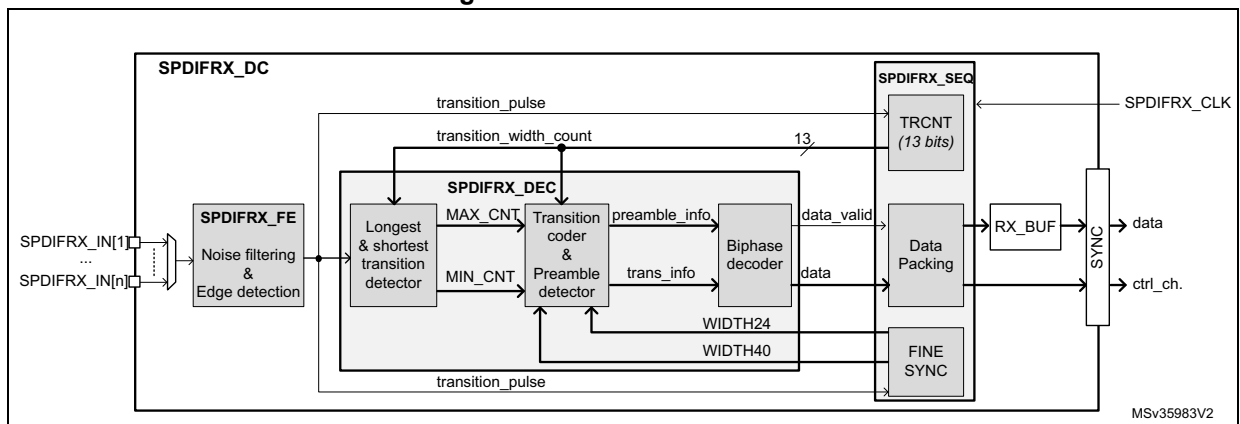 SPDIFRX_DC
SPDIFRX_SEQ
transition_pulse
SPDIFRX_CLK
TRCNT
(13 bits)
transition_width_count
13
SPDIFRX_DEC
SPDIFRX_FE
Noise filtering
&
Edge detection
SPDIFRX_IN[1]
...
SPDIFRX_IN[n]
Longest
& shortest
transition
detector
MAX_CNT
MIN_CNT
Transition
coder
&
Preamble
detector
preamble_info
trans_info
Biphase
decoder
data_valid
data
Data
Packing
RX_BUF
SYNC
data
ctrl_ch.
WIDTH24
WIDTH40
FINE
SYNC
transition_pulse
MSv35983V2